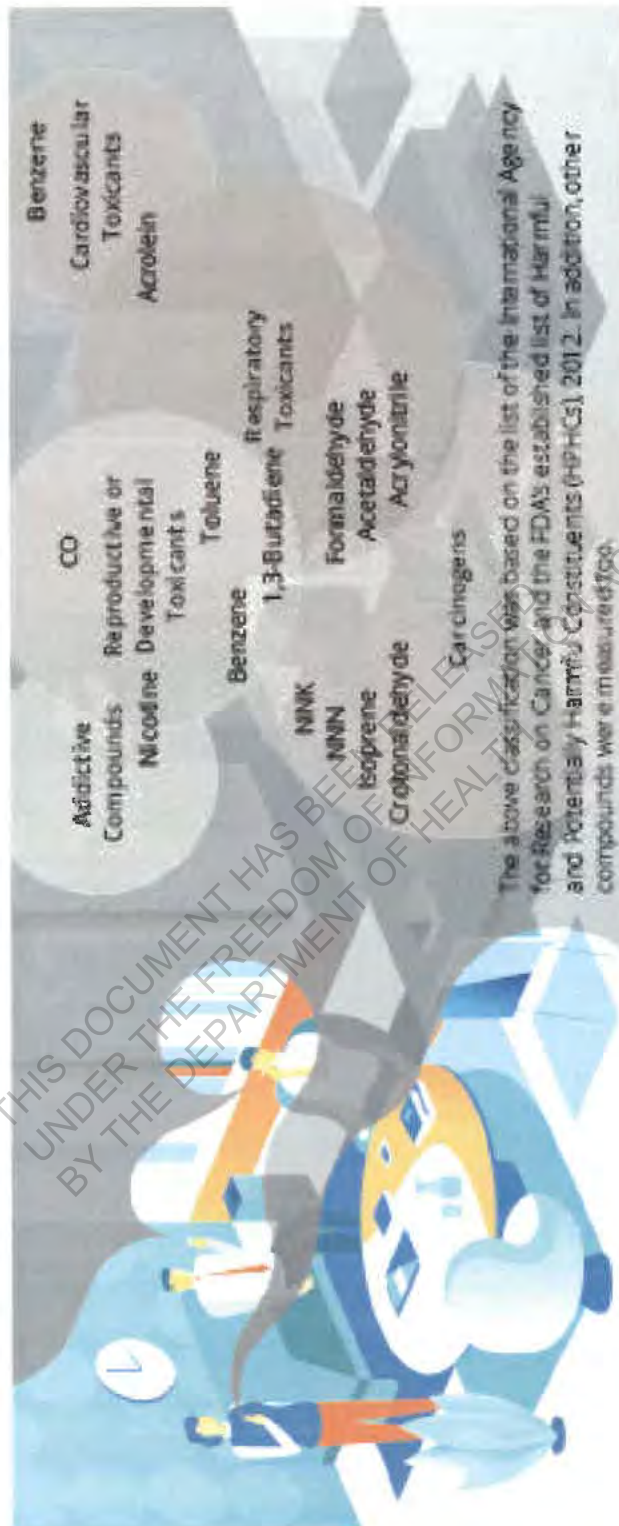 Addictive
Compounds
Nicotine
CO
Reproductive or
Developmental
Toxicants
Toluene
Benzene
Benzene
Cardiovascular
Toxicants
Acrolein
1,3-Butadiene
Respiratory
Toxicants
Formaldehyde
Acetaldehyde
Acrylonitrile
NNK
NNN
Isoprene
Crotonaldehyde
Carcinogens
The above classification was based on the list of the International Agency
for Research on Cancer and the FDA's established list of Harmful
and Potentially Harmful Constituents (HPHCs), 2012. In addition, other
compounds were measured too.
THIS DOCUMENT HAS BEEN RELEASED
UNDER THE FREEDOM OF INFORMATIO
BY THE DEPARTMENT OF HEALTH